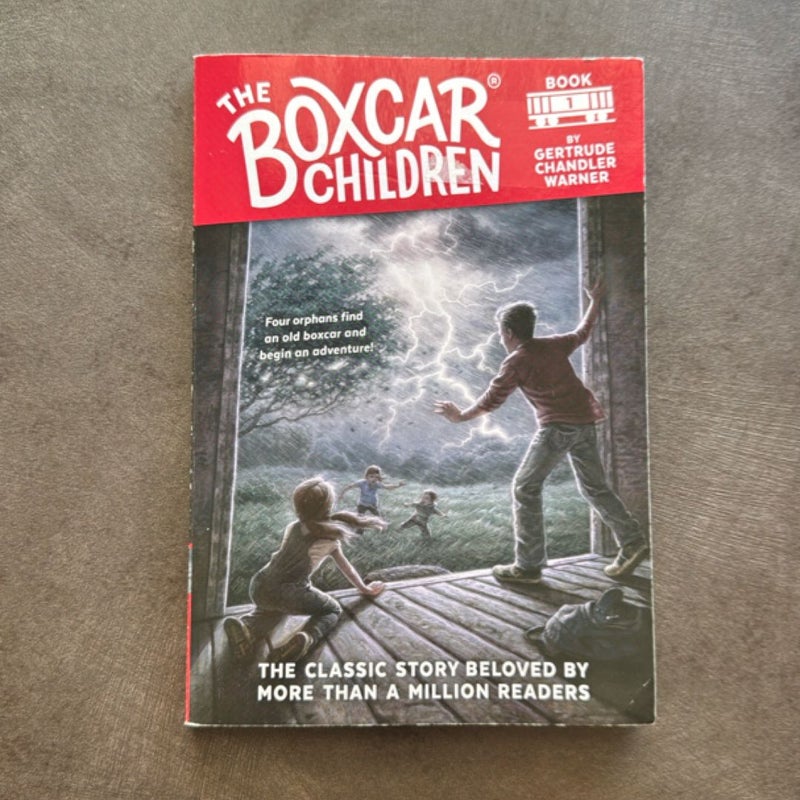 THE
BOXCAR®
CHILDREN
BOOK
1
BY
GERTRUDE
CHANDLER
WARNER
Four orphans find
an old boxcar and
begin an adventure!
THE CLASSIC STORY BELOVED BY
MORE THAN A MILLION READERS